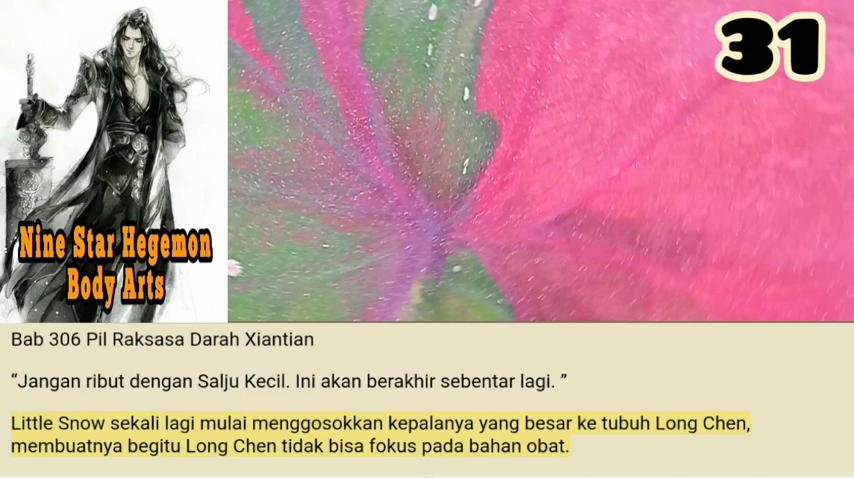 31
Nine Star Hegemon
Body Arts
Bab 306 Pil Raksasa Darah Xiantian
“Jangan ribut dengan Salju Kecil. Ini akan berakhir sebentar lagi. ”
Little Snow sekali lagi mulai menggosokkan kepalanya yang besar ke tubuh Long Chen,
membuatnya begitu Long Chen tidak bisa fokus pada bahan obat.